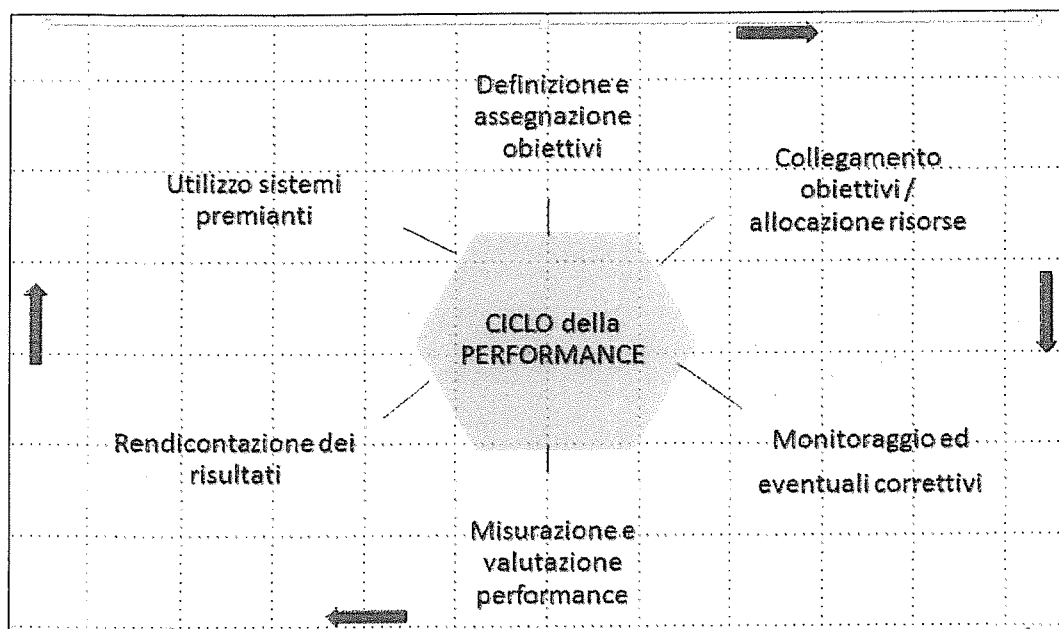 Definizione e
assegnazione
obiettivi
Collegamento
obiettivi /
allocazione risorse
Monitoraggio ed
eventuali correttivi
Misurazione e
valutazione
performance
Rendicontazione dei
risultati
Utilizzo sistemi
premianti
CICLO della
PERFORMANCE